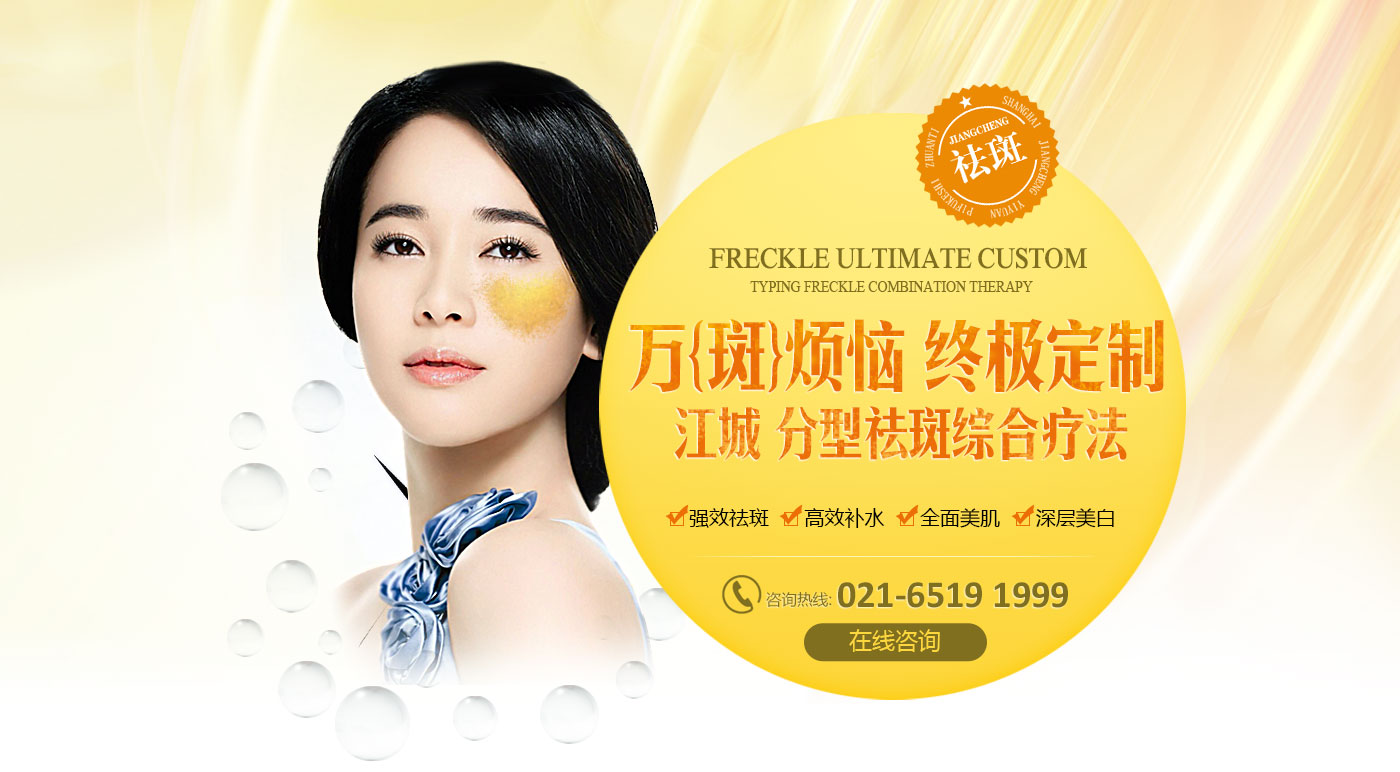 SHANGHAI JIANGCHENG YIYUAN PIFUKESHI ZHUANTI
JIANGCHENG
祛斑
FRECKLE ULTIMATE CUSTOM
TYPING FRECKLE COMBINATION THERAPY
万{斑}烦恼 终极定制
江城 分型祛斑综合疗法
强效祛斑 高效补水 全面美肌 深层美白
咨询热线: 021-6519 1999
在线咨询